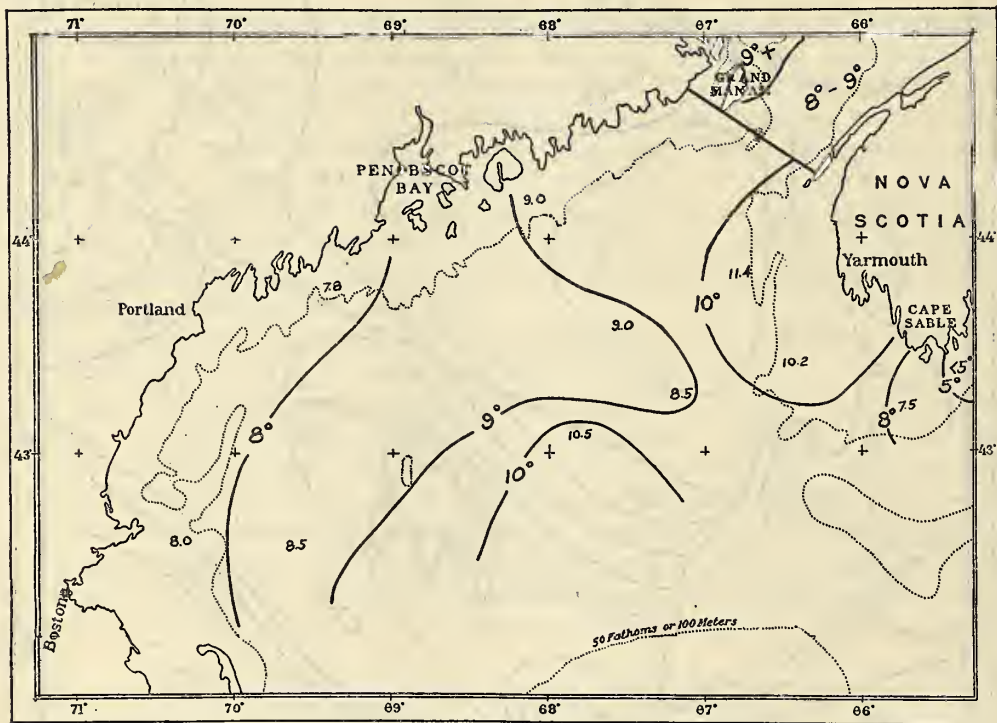 71° 70° 69° 68° 67° 66°
9°+
GRAND
MANAN
8°-9°
PENOBSCOT
BAY
9.0
NOVA
SCOTIA
44° 44°
Yarmouth
11.4
7.8
10°
Portland
CAPE
SABLE
9.0
<5°
10.2
5°
8.5
7.5
9°
8°
8°
10.5
10°
43° 43°
8.0
8.5
Boston
50 Fathoms or 100 Meters
71° 70° 69° 68° 67° 66°